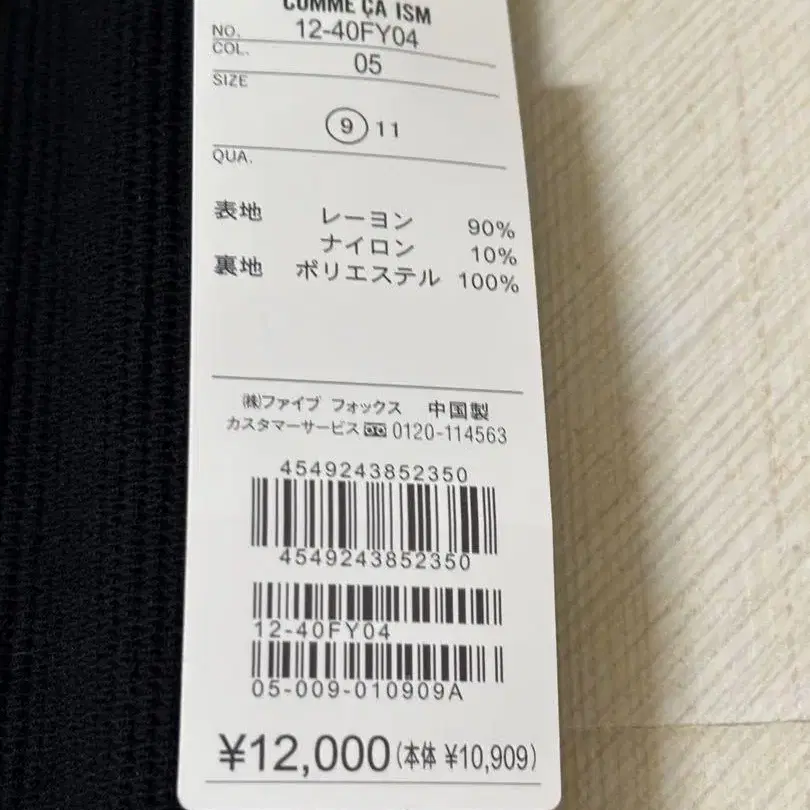 COMME ÇA ISM
NO. 12-40FY04
COL. 05
SIZE
9 11
QUA.
表地 レーヨン 90%
ナイロン 10%
裏地 ポリエステル 100%
㈱ファイブ フォックス 中国製
カスタマーサービス 0120-114563
4549243852350
4549243852350
12-40FY04
05-009-010909A
¥12,000(本体 ¥10,909)